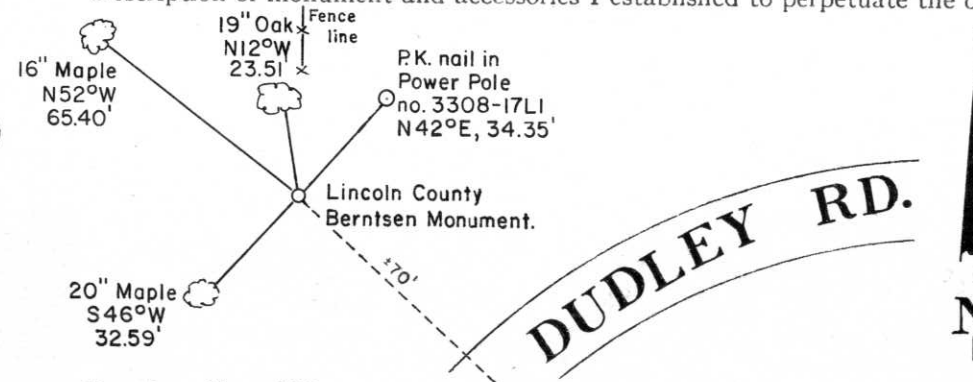 19" Oak
N12°W
23.51
Fence
line
16" Maple
N52°W
65.40'
P.K. nail in
Power Pole
no. 3308-17L1
N42°E, 34.35'
Lincoln County
Berntsen Monument.
±70'
DUDLEY RD.
20" Maple
S46°W
32.59'